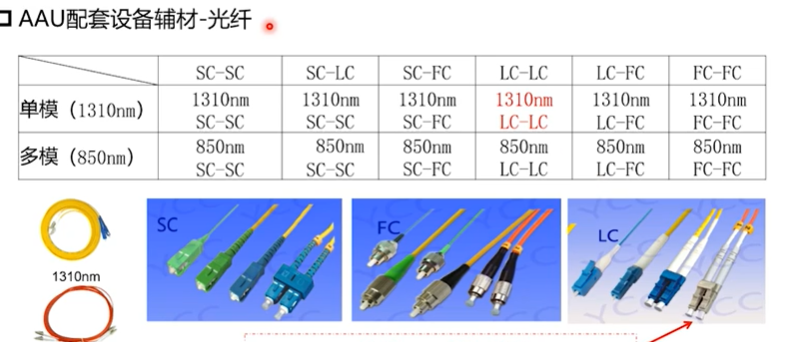 AAU配套设备辅材-光纤
SC-SC SC-LC SC-FC LC-LC LC-FC FC-FC
单模（1310nm） 1310nm 1310nm 1310nm 1310nm 1310nm 1310nm
SC-SC SC-SC SC-FC LC-LC LC-FC FC-FC
多模（850nm） 850nm 850nm 850nm 850nm 850nm 850nm
SC-SC SC-SC SC-FC LC-LC LC-FC FC-FC
SC FC LC
1310nm